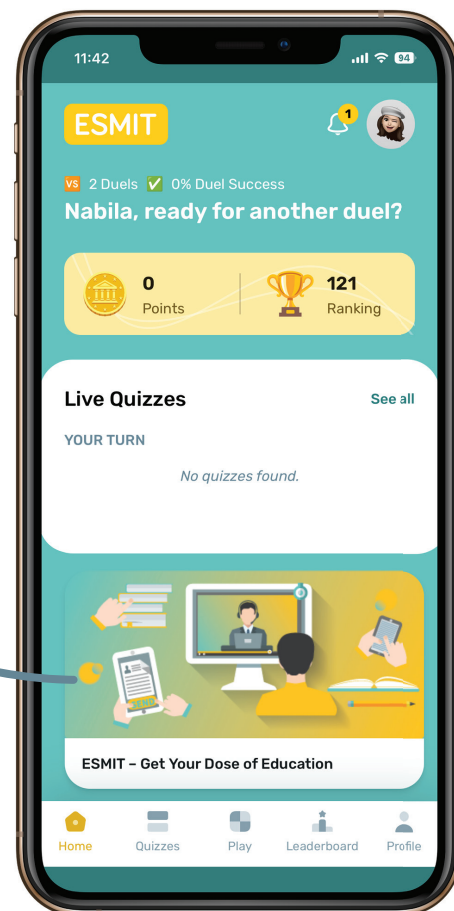 11:42
94
ESMIT
1
VS 2 Duels 0% Duel Success
Nabila, ready for another duel?
0
Points
121
Ranking
Live Quizzes
See all
YOUR TURN
No quizzes found.
SEND
ESMIT – Get Your Dose of Education
Home
Quizzes
Play
Leaderboard
Profile